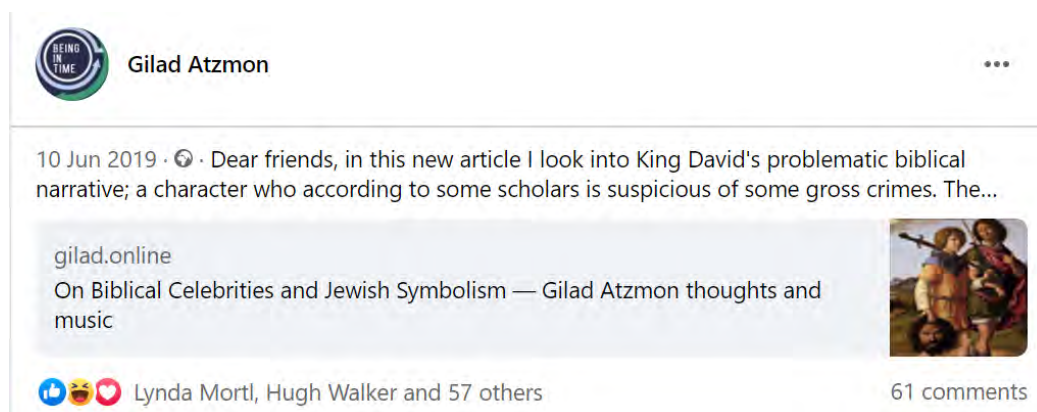 BEING
IN
TIME
Gilad Atzmon
10 Jun 2019 · · Dear friends, in this new article I look into King David's problematic biblical
narrative; a character who according to some scholars is suspicious of some gross crimes. The...
gilad.online
On Biblical Celebrities and Jewish Symbolism — Gilad Atzmon thoughts and
music
Lynda Mortl, Hugh Walker and 57 others
61 comments